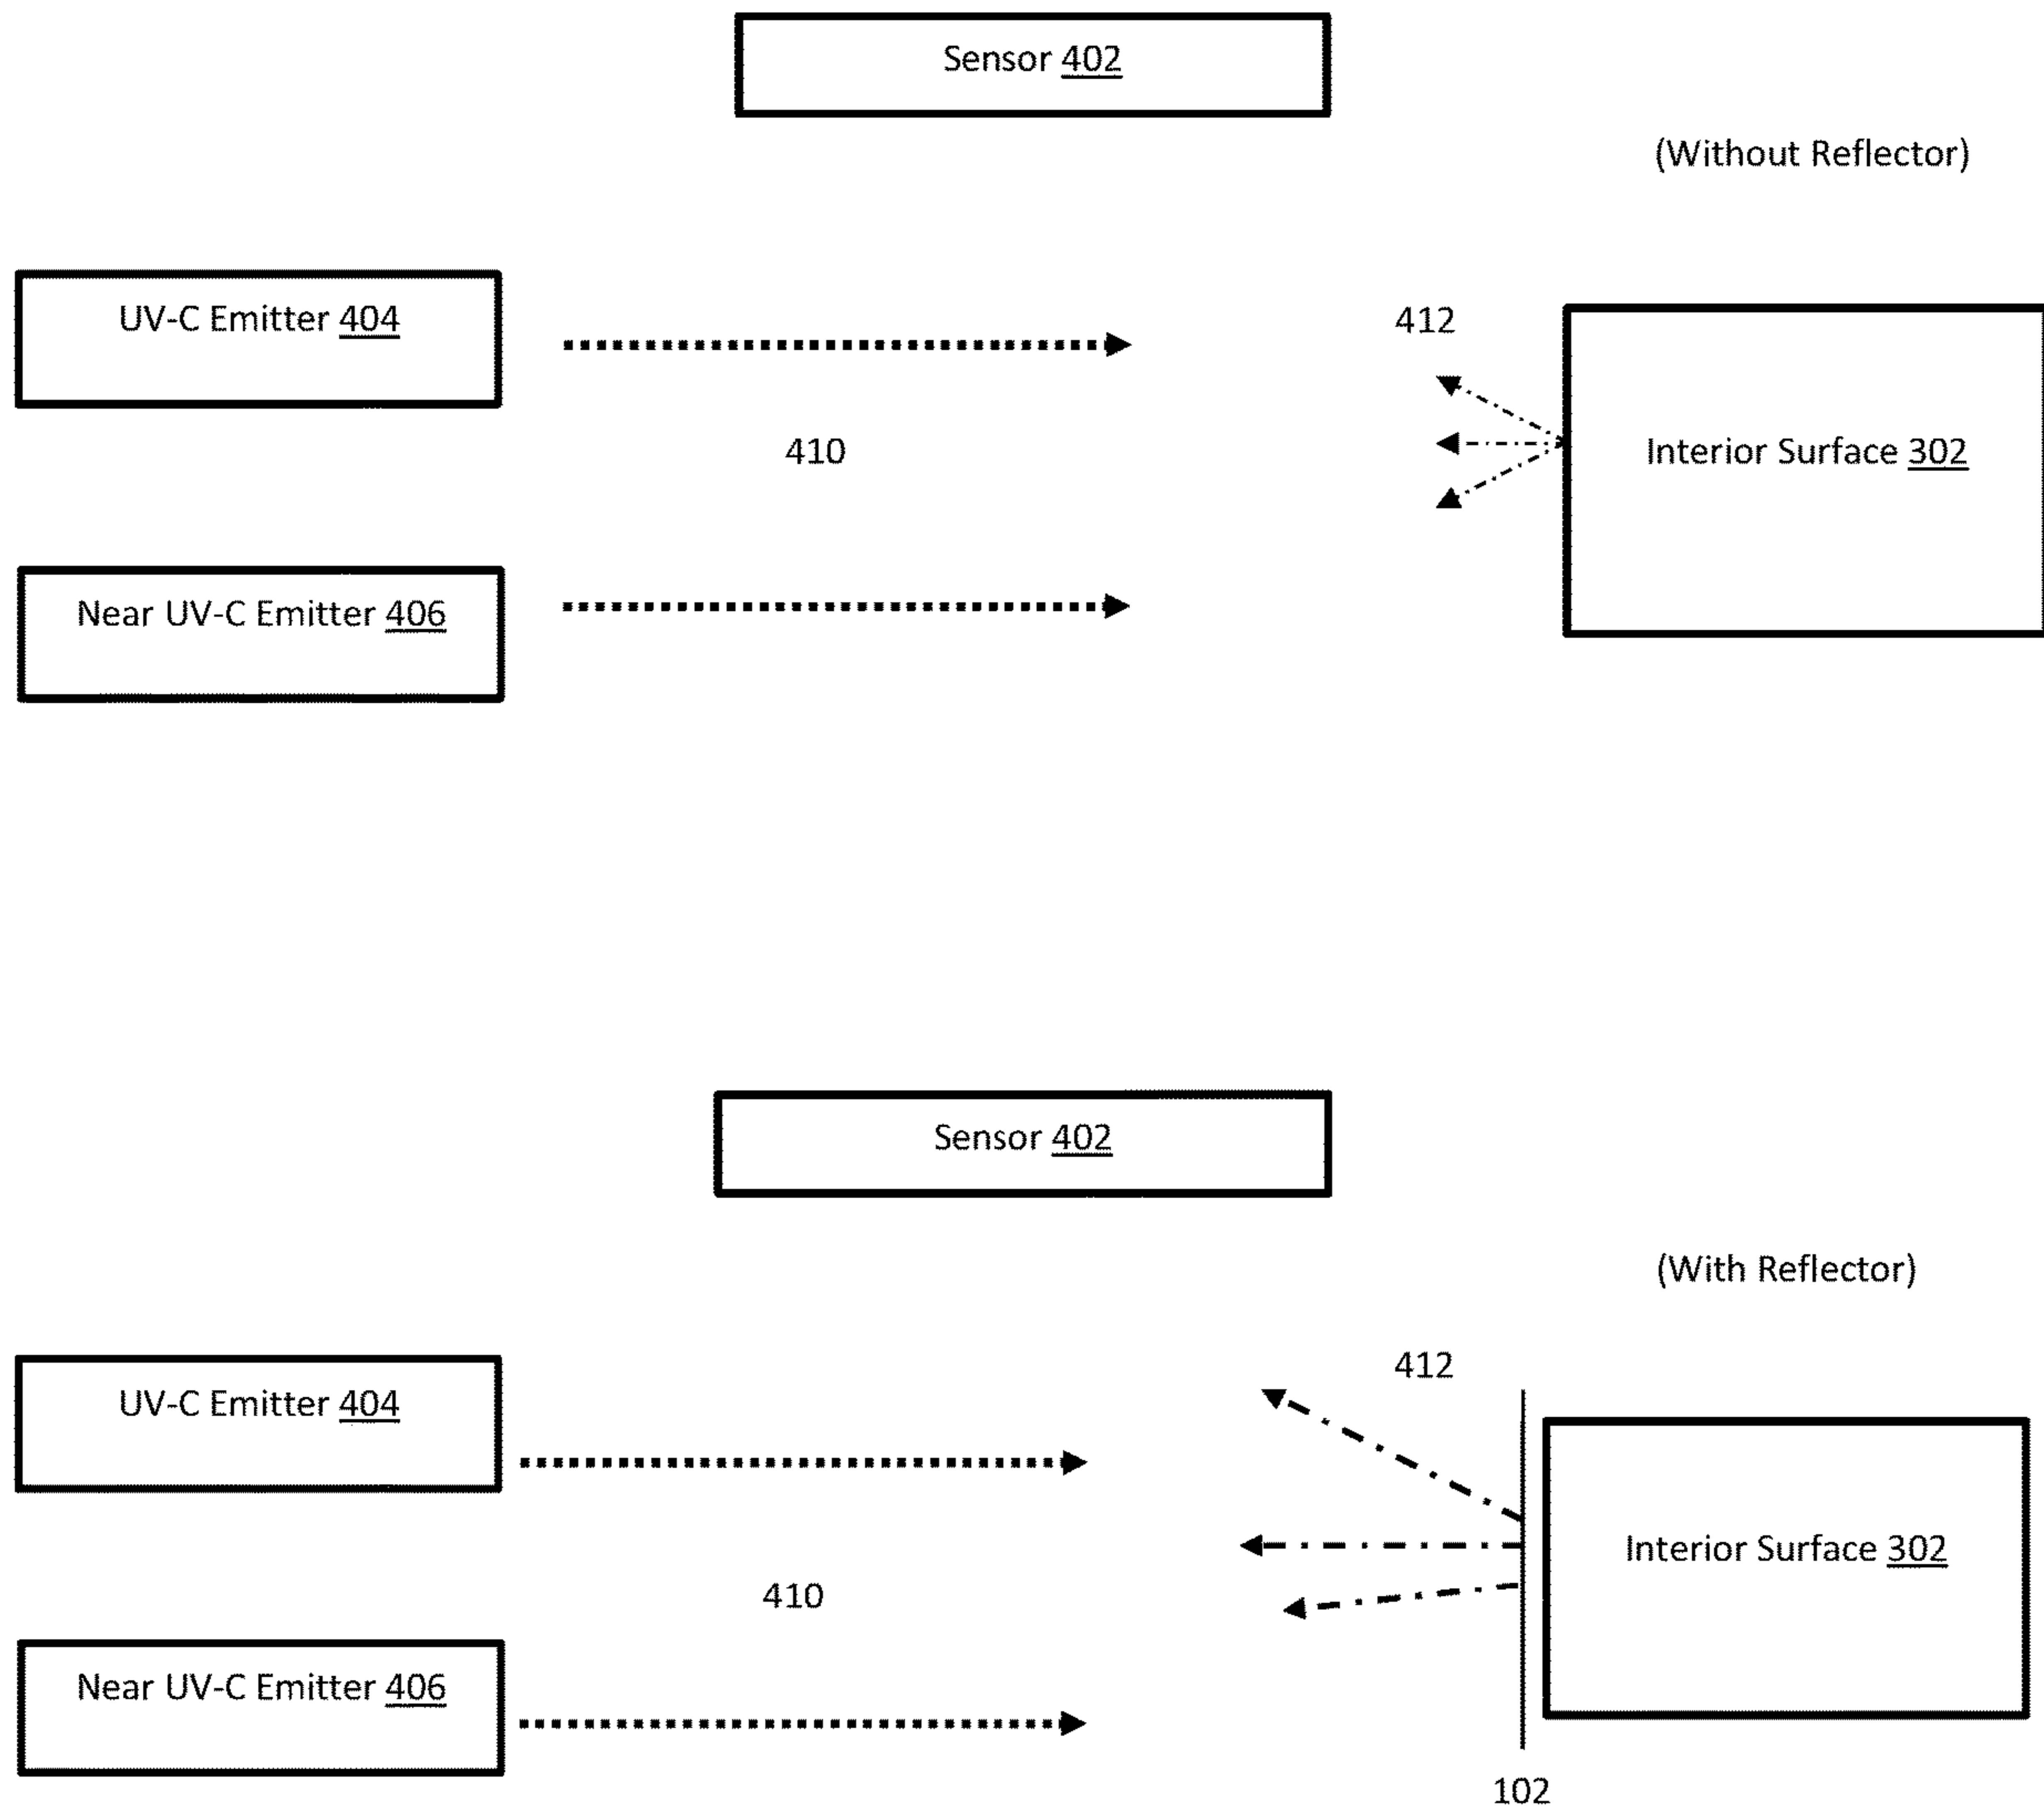 Sensor 402
(Without Reflector)
UV-C Emitter 404
412
410
Interior Surface 302
Near UV-C Emitter 406
Sensor 402
(With Reflector)
412
UV-C Emitter 404
Interior Surface 302
410
Near UV-C Emitter 406
102